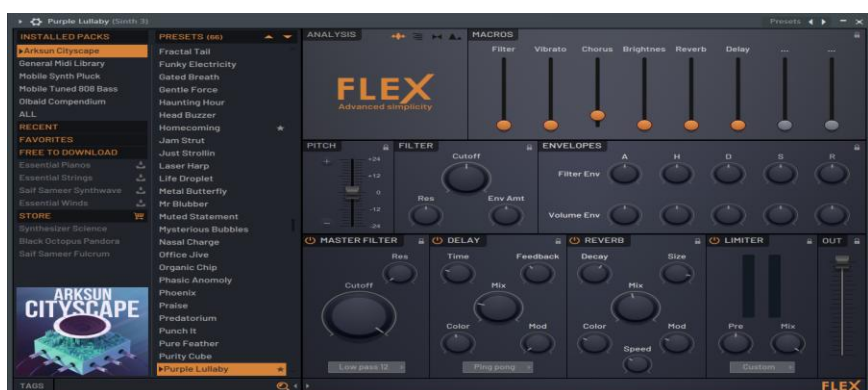 Purple Lullaby (Sinth 3)
Presets
INSTALLED PACKS
Arksun Cityscape
General Midi Library
Mobile Synth Pluck
Mobile Tuned 808 Bass
Olbaid Compendium
ALL
RECENT
FAVORITES
FREE TO DOWNLOAD
Essential Pianos
Essential Strings
Saif Sameer Synthwave
Essential Winds
STORE
Synthesizer Science
Black Octopus Pandora
Saif Sameer Fulcrum
ARKSUN
CITYSCAPE
TAGS
PRESETS (66)
Fractal Tail
Funky Electricity
Gated Breath
Gentle Force
Haunting Hour
Head Buzzer
Homecoming
Jam Strut
Just Strollin
Laser Harp
Life Droplet
Metal Butterfly
Mr Blubber
Muted Statement
Mysterious Bubbles
Nasal Charge
Office Jive
Organic Chip
Phasic Anomoly
Phoenix
Praise
Predatorium
Punch It
Pure Feather
Purity Cube
Purple Lullaby
ANALYSIS
FLEX
Advanced simplicity
MACROS
Filter Vibrato Chorus Brightnes Reverb Delay ... ...
PITCH
+24
+12
0
-12
-24
FILTER
Cutoff
Res Env Amt
ENVELOPES
A H D S R
Filter Env
Volume Env
MASTER FILTER
Res
Cutoff
Low pass 12
DELAY
Time Feedback
Mix
Color Mod
Ping pong
REVERB
Decay Size
Mix
Color Mod
Speed
LIMITER
Pre Mix
Custom
OUT
FLEX